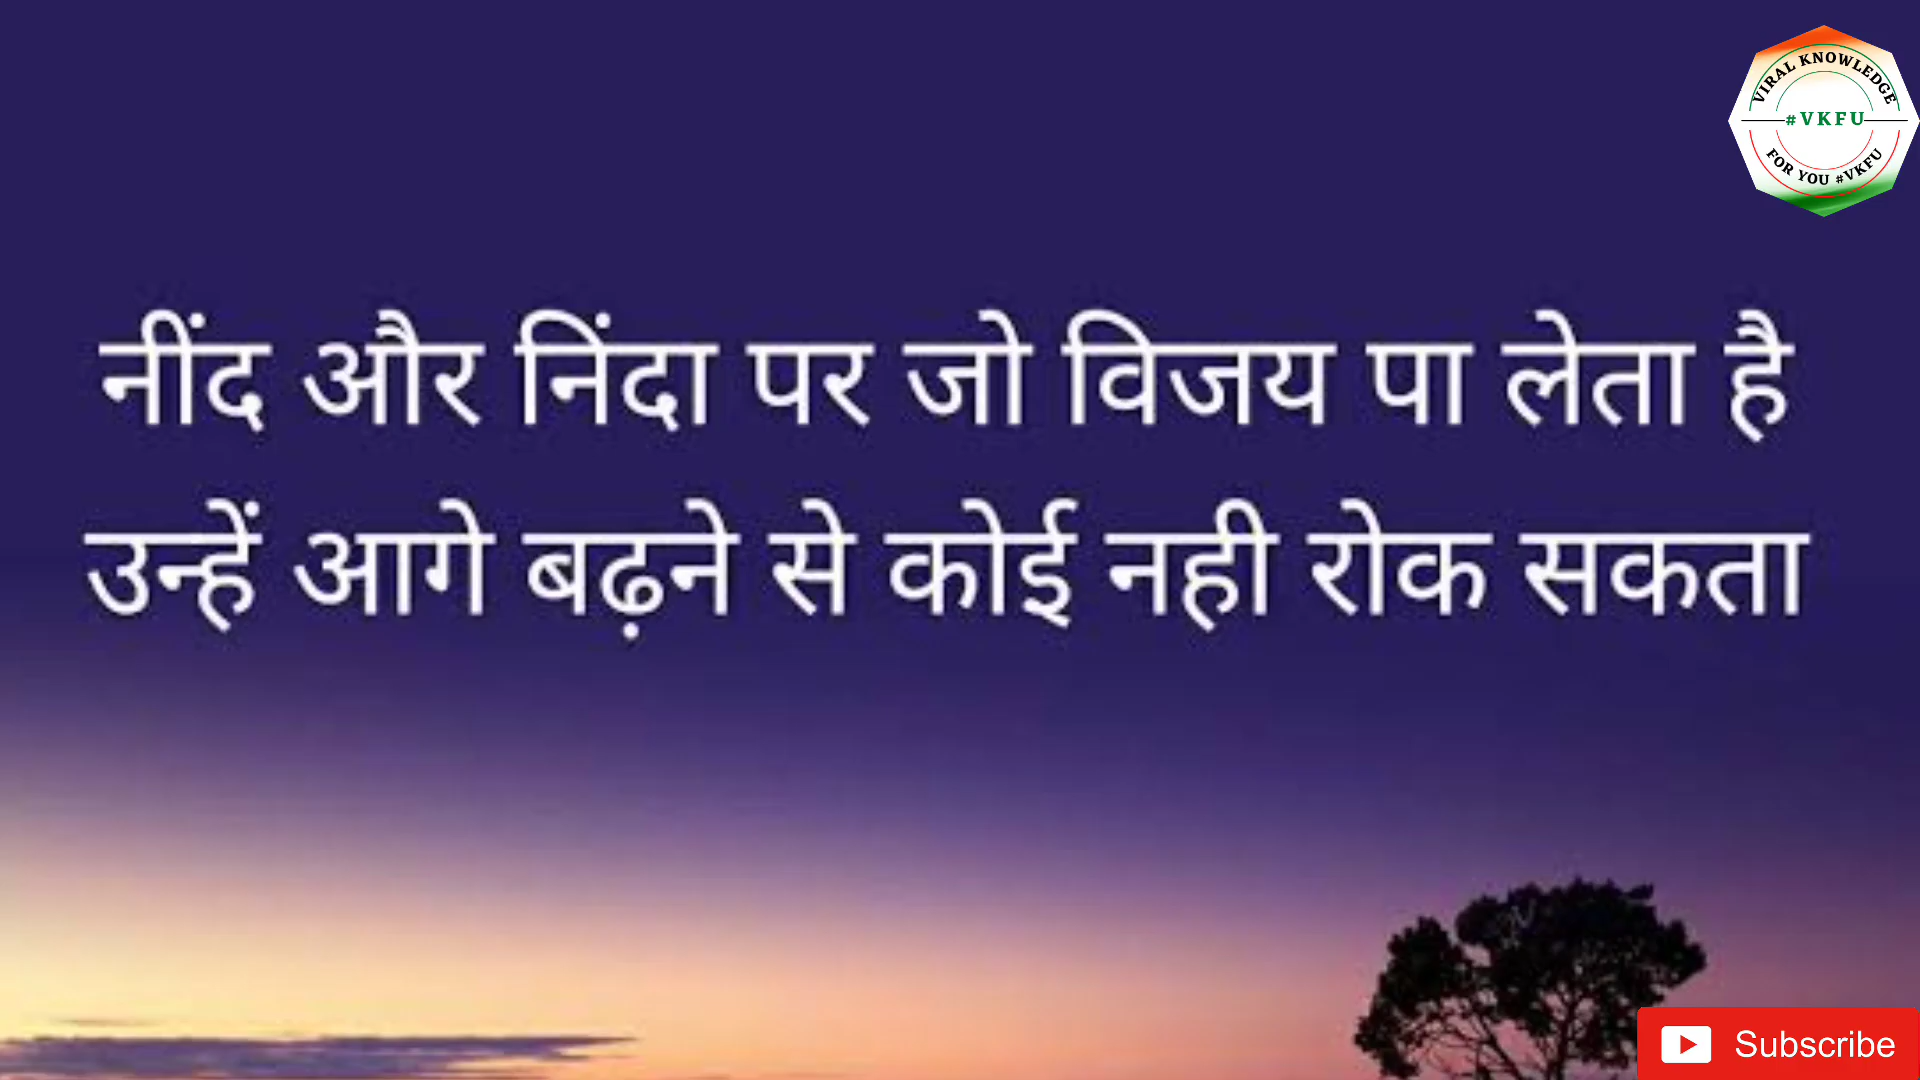 VIRAL KNOWLEDGE
#VKFU
FOR YOU #VKFU
नींद और निंदा पर जो विजय पा लेता है
उन्हें आगे बढ़ने से कोई नही रोक सकता
Subscribe